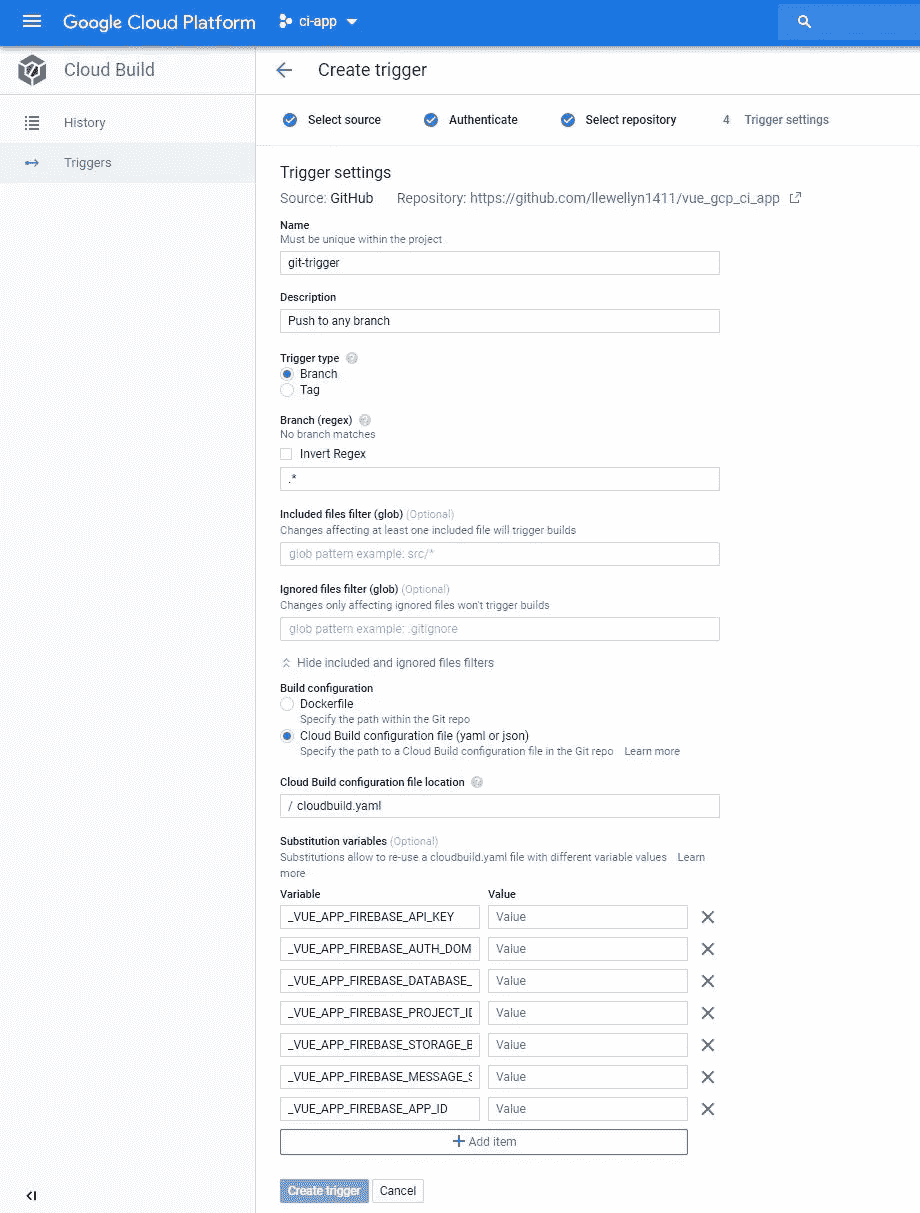 Google Cloud Platform ci-app
Cloud Build
Create trigger
History
Triggers
Select source Authenticate Select repository 4 Trigger settings
Trigger settings
Source: GitHub Repository: https://github.com/llewellyn1411/vue_gcp_ci_app
Name
Must be unique within the project
git-trigger
Description
Push to any branch
Trigger type ?
Branch
Tag
Branch (regex) ?
No branch matches
Invert Regex
.*
Included files filter (glob) (Optional)
Changes affecting at least one included file will trigger builds
glob pattern example: src/*
Ignored files filter (glob) (Optional)
Changes only affecting ignored files won't trigger builds
glob pattern example: .gitignore
Hide included and ignored files filters
Build configuration
Dockerfile
Specify the path within the Git repo
Cloud Build configuration file (yaml or json)
Specify the path to a Cloud Build configuration file in the Git repo Learn more
Cloud Build configuration file location ?
/ cloudbuild.yaml
Substitution variables (Optional)
Substitutions allow to re-use a cloudbuild.yaml file with different variable values Learn
more
Variable Value
_VUE_APP_FIREBASE_API_KEY Value
_VUE_APP_FIREBASE_AUTH_DOM Value
_VUE_APP_FIREBASE_DATABASE_ Value
_VUE_APP_FIREBASE_PROJECT_ID Value
_VUE_APP_FIREBASE_STORAGE_B Value
_VUE_APP_FIREBASE_MESSAGE_S Value
_VUE_APP_FIREBASE_APP_ID Value
+ Add item
Create trigger Cancel